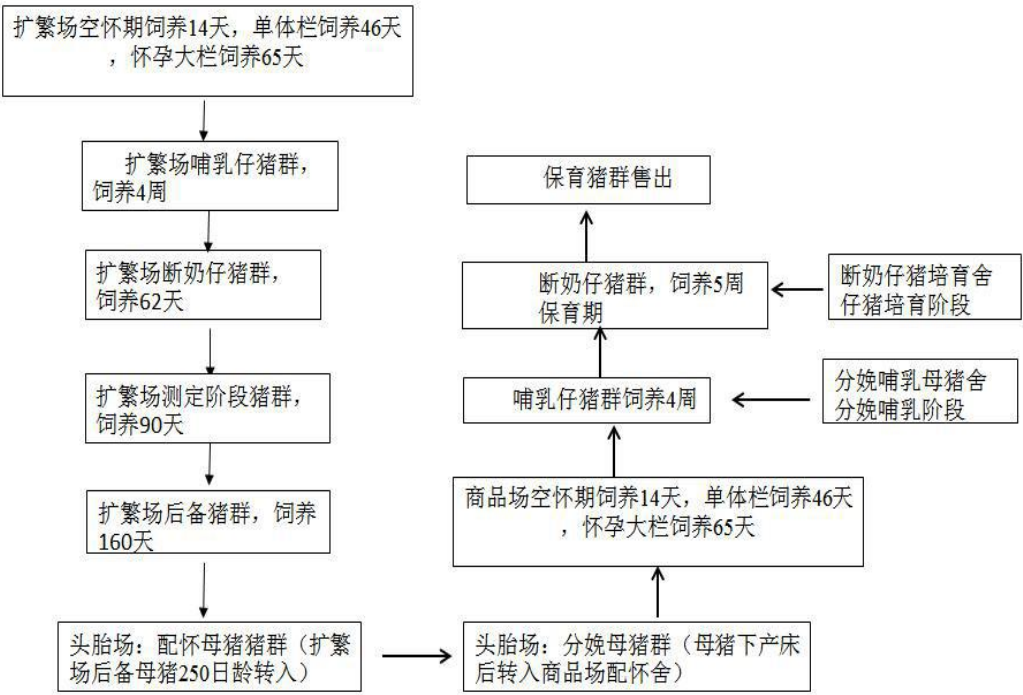 扩繁场空怀期饲养14天，单体栏饲养46天
，怀孕大栏饲养65天
扩繁场哺乳仔猪群，
饲养4周
扩繁场断奶仔猪群，
饲养62天
扩繁场测定阶段猪群，
饲养90天
扩繁场后备猪群，饲养
160天
头胎场：配怀母猪猪群（扩繁
场后备母猪250日龄转入）
头胎场：分娩母猪群（母猪下产床
后转入商品场配怀舍）
商品场空怀期饲养14天，单体栏饲养46天
，怀孕大栏饲养65天
哺乳仔猪群饲养4周
分娩哺乳母猪舍
分娩哺乳阶段
断奶仔猪群，饲养5周
保育期
断奶仔猪培育舍
仔猪培育阶段
保育猪群售出